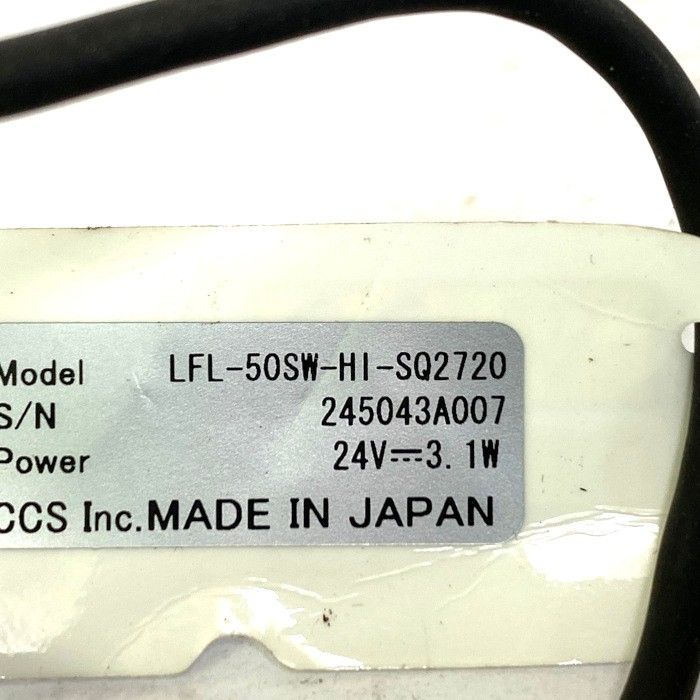 Model LFL-50SW-HI-SQ2720
S/N 245043A007
Power 24V⎓3.1W
CCS Inc. MADE IN JAPAN